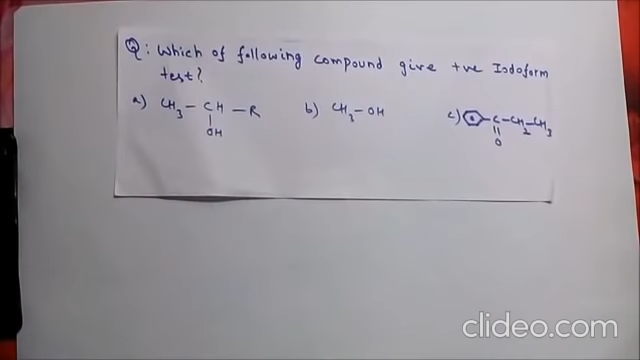 Q: Which of following compound give +ve Iodoform
test?
a) CH3 – CH – R b) CH3 – OH c) – C – CH2 – CH3
OH O
clideo.com